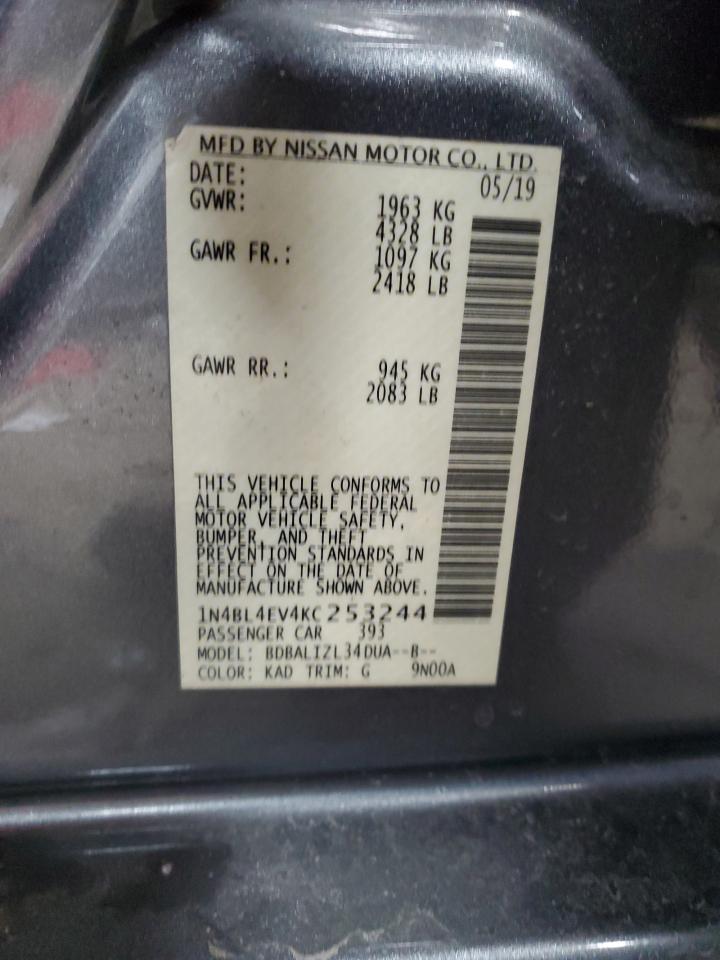 MFD BY NISSAN MOTOR CO., LTD.
DATE: 05/19
GVWR: 1963 KG
4328 LB
GAWR FR.: 1097 KG
2418 LB
GAWR RR.: 945 KG
2083 LB
THIS VEHICLE CONFORMS TO
ALL APPLICABLE FEDERAL
MOTOR VEHICLE SAFETY,
BUMPER, AND THEFT
PREVENTION STANDARDS IN
EFFECT ON THE DATE OF
MANUFACTURE SHOWN ABOVE.
1N4BL4EV4KC253244
PASSENGER CAR 393
MODEL: BDBALIZL34DUA--B--
COLOR: KAD TRIM: G 9N00A